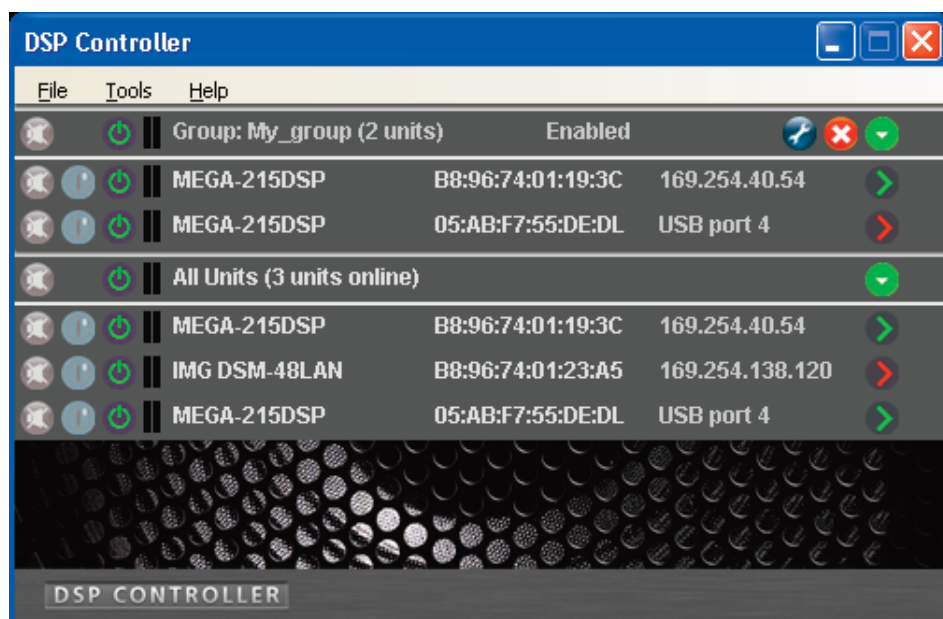 DSP Controller
File Tools Help
Group: My_group (2 units) Enabled
MEGA-215DSP B8:96:74:01:19:3C 169.254.40.54
MEGA-215DSP 05:AB:F7:55:DE:DL USB port 4
All Units (3 units online)
MEGA-215DSP B8:96:74:01:19:3C 169.254.40.54
IMG DSM-48LAN B8:96:74:01:23:A5 169.254.138.120
MEGA-215DSP 05:AB:F7:55:DE:DL USB port 4
DSP CONTROLLER